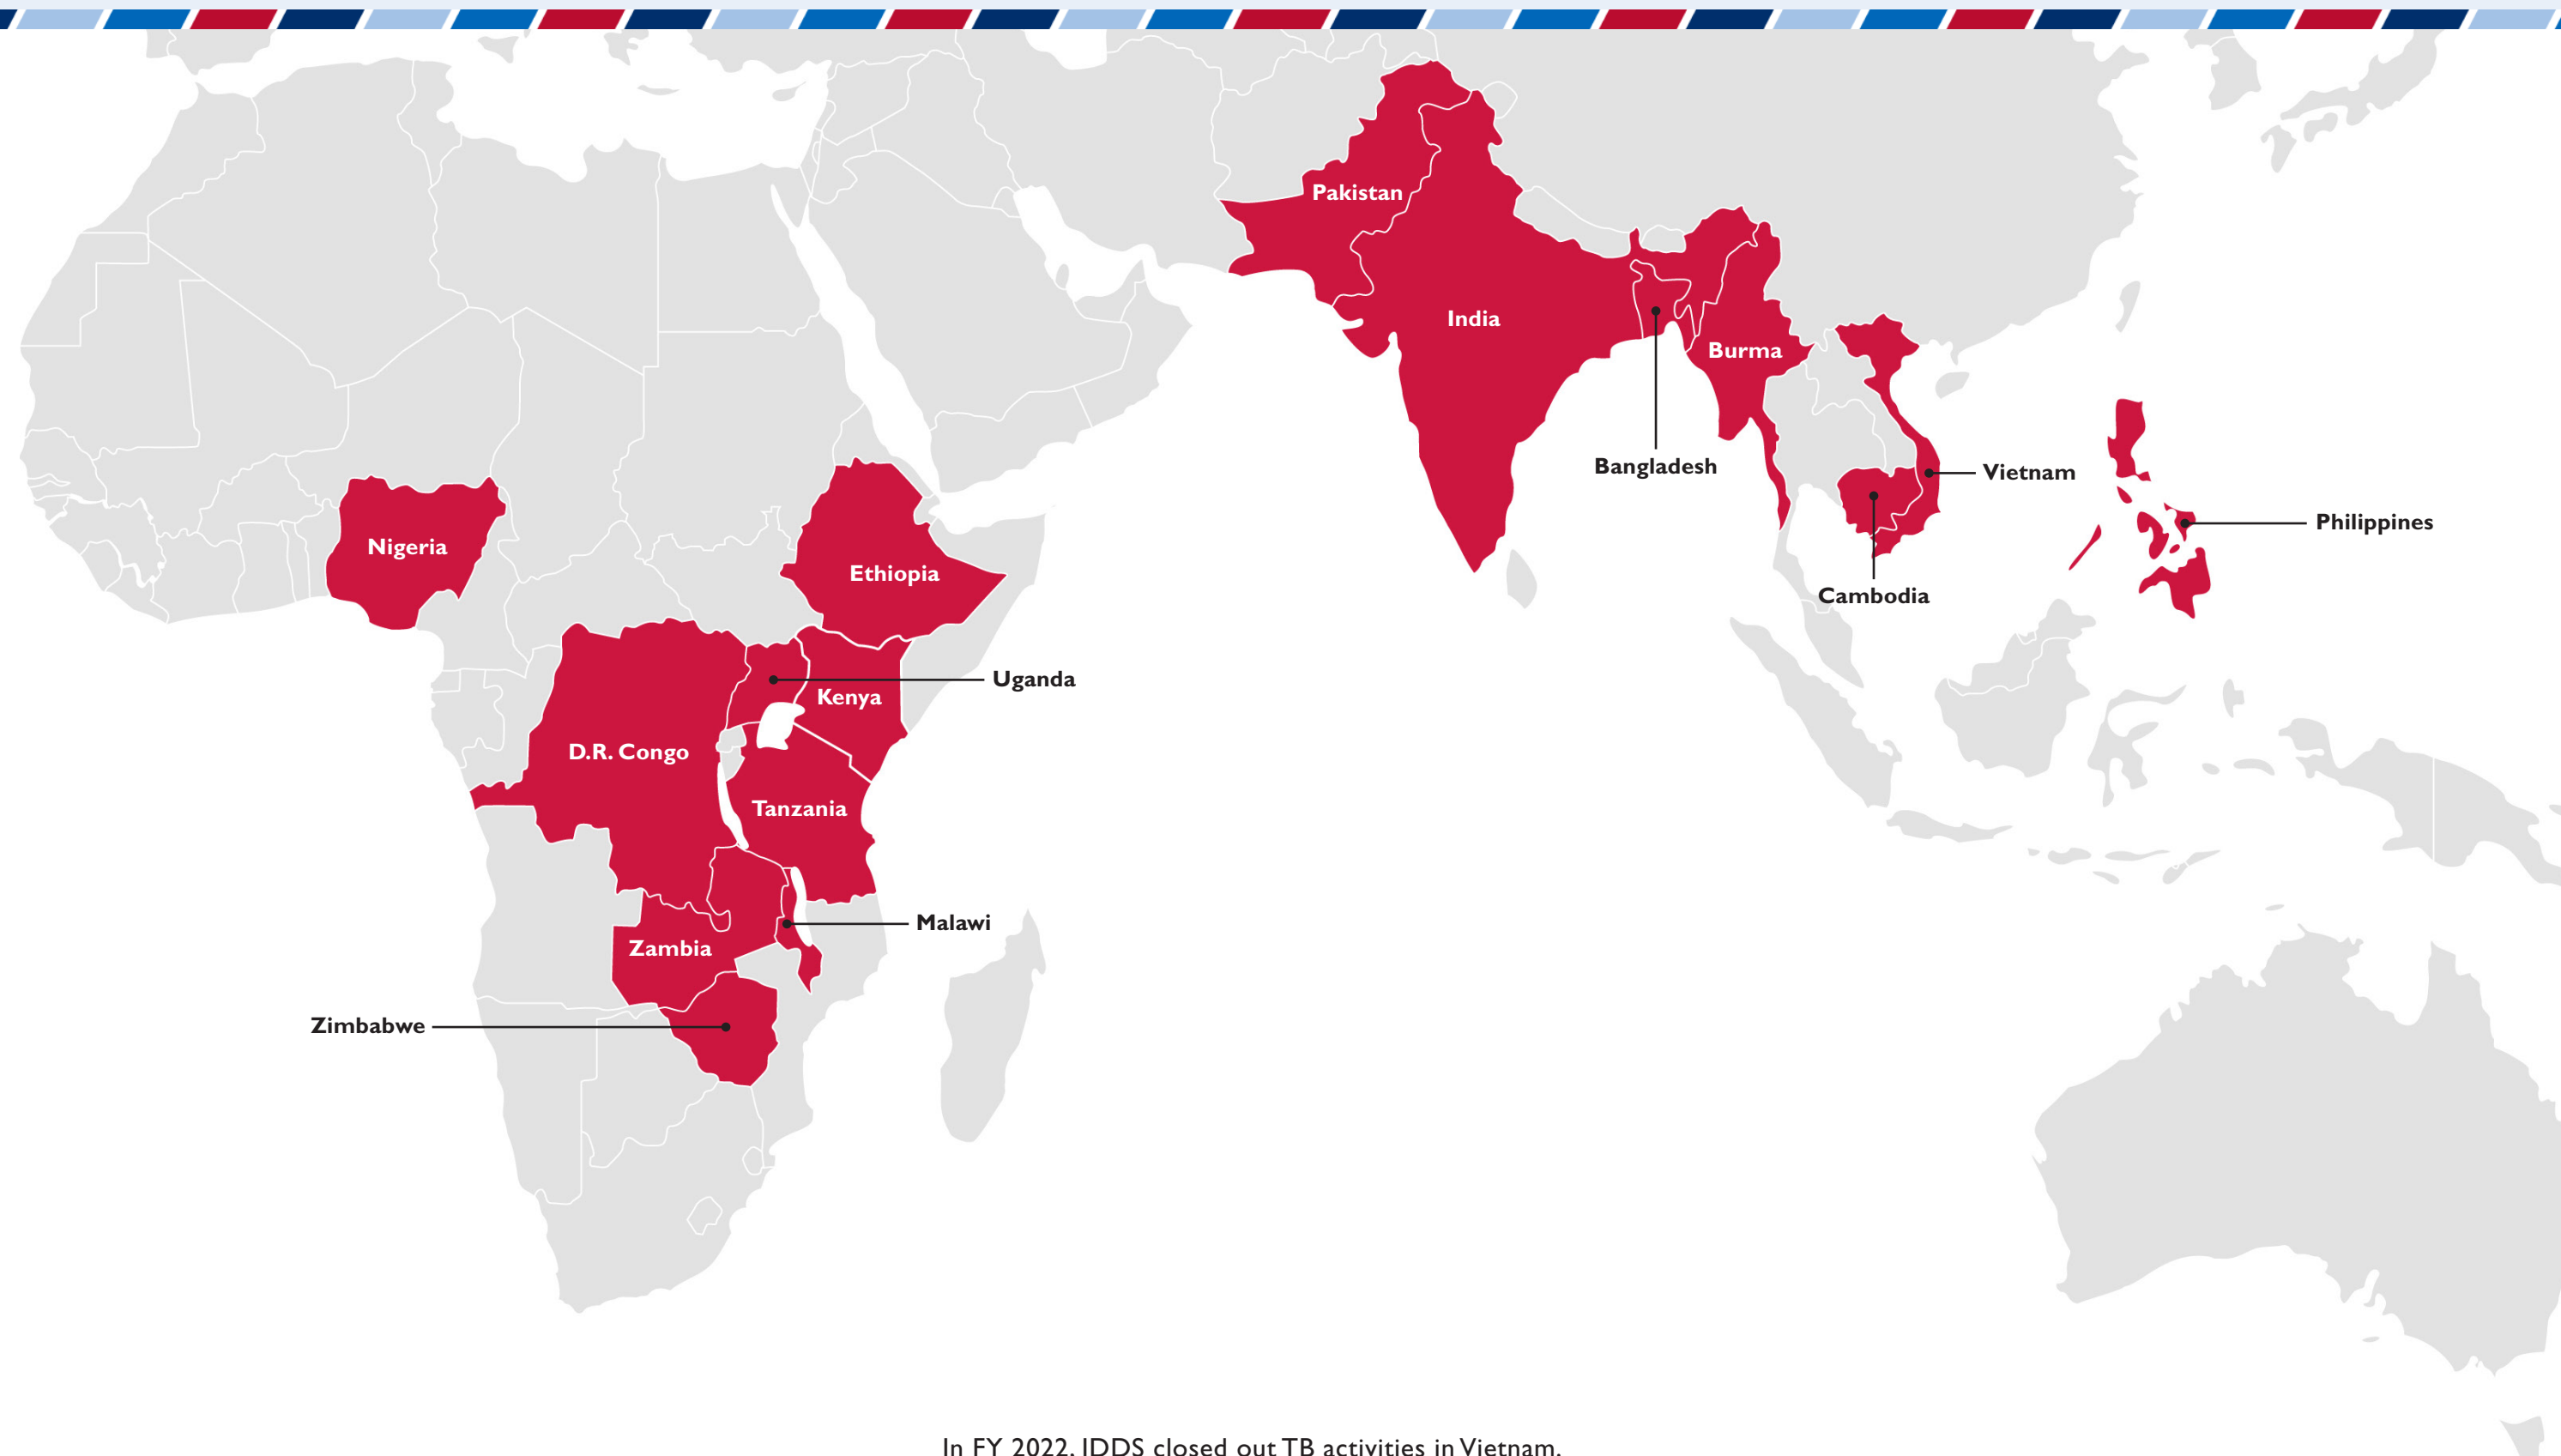 Pakistan
India
Burma
Bangladesh
Vietnam
Philippines
Cambodia
Nigeria
Ethiopia
Uganda
Kenya
D.R. Congo
Tanzania
Malawi
Zambia
Zimbabwe
In FY 2022, IDDS closed out TB activities in Vietnam.